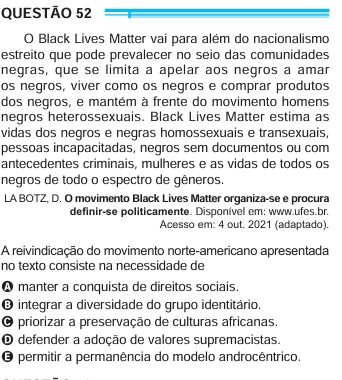 QUESTÃO 52
O Black Lives Matter vai para além do nacionalismo
estreito que pode prevalecer no seio das comunidades
negras, que se limita a apelar aos negros a amar
os negros, viver como os negros e comprar produtos
dos negros, e mantém à frente do movimento homens
negros heterossexuais. Black Lives Matter estima as
vidas dos negros e negras homossexuais e transexuais,
pessoas incapacitadas, negros sem documentos ou com
antecedentes criminais, mulheres e as vidas de todos os
negros de todo o espectro de gêneros.
LA BOTZ, D. O movimento Black Lives Matter organiza-se e procura
definir-se politicamente. Disponível em: www.ufes.br.
Acesso em: 4 out. 2021 (adaptado).
A reivindicação do movimento norte-americano apresentada
no texto consiste na necessidade de
A manter a conquista de direitos sociais.
B integrar a diversidade do grupo identitário.
C priorizar a preservação de culturas africanas.
D defender a adoção de valores supremacistas.
E permitir a permanência do modelo androcêntrico.